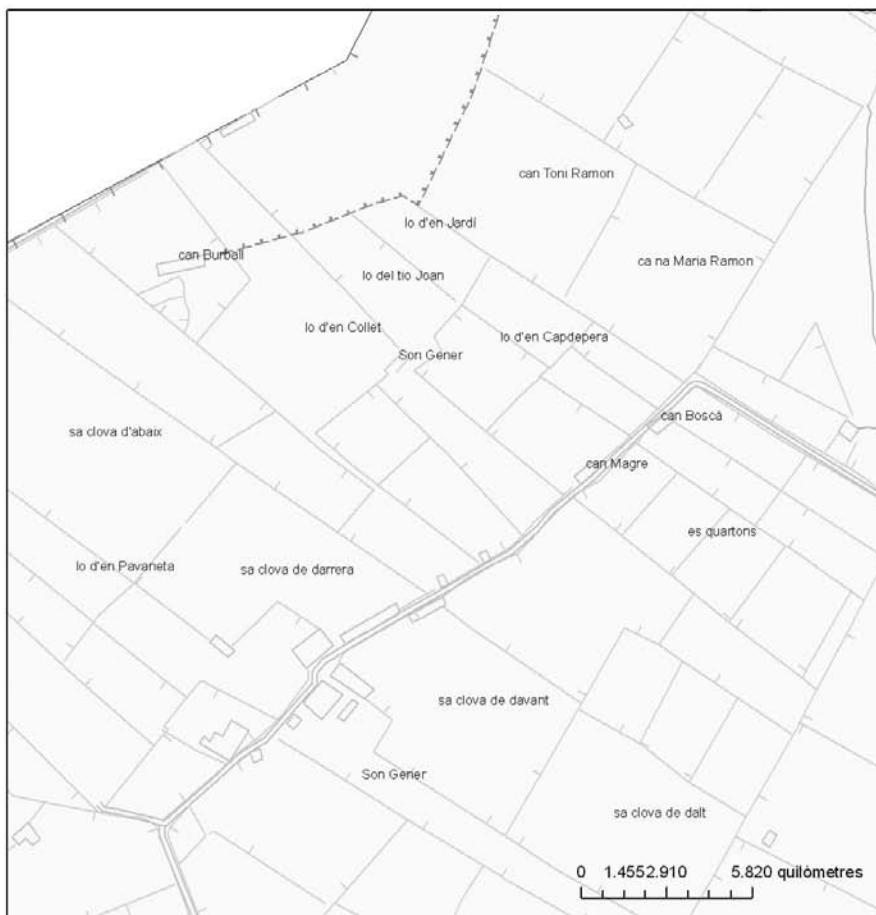 can Toni Ramon
lo d'en Jardí
can Burball
ca na Maria Ramon
lo del tio Joan
lo d'en Collet
lo d'en Capdepera
Son Gener
can Boscà
sa clova d'abaix
can Magre
es quartons
lo d'en Pavaneta
sa clova de darrera
sa clova de davant
Son Gener
sa clova de dalt
0 1.4552.910 5.820 quilòmetres